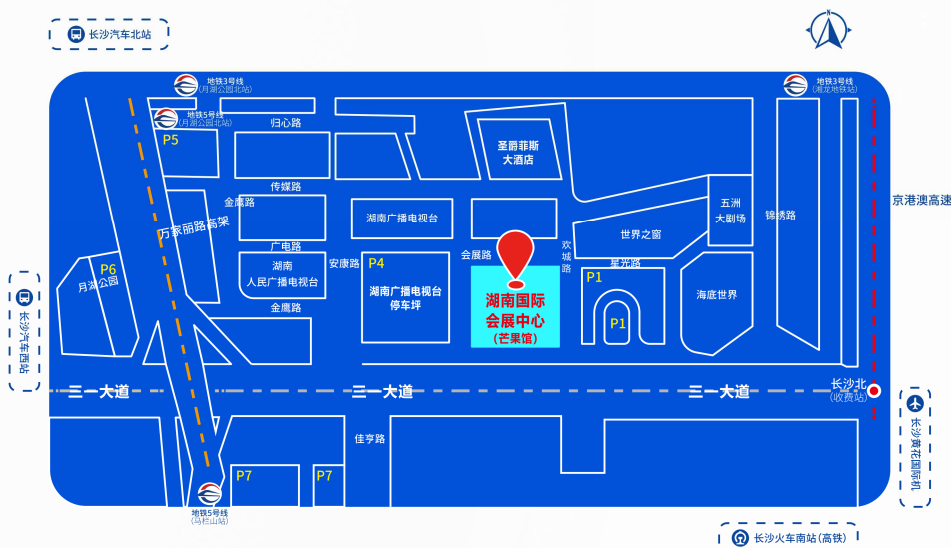 长沙汽车北站
N
地铁3号线
(月湖公园北站)
地铁3号线
(湘龙地铁站)
地铁5号线
(月湖公园北站)
归心路
P5
圣爵菲斯
大酒店
传媒路
金鹰路
京港澳高速
五洲
大剧场
锦绣路
湖南广播电视台
万家丽路高架
世界之窗
广电路
欢城路
会展路
安康路
P4
星光路
湖南
人民广播电视台
P6
月湖公园
P1
湖南广播电视台
停车坪
湖南国际
会展中心
(芒果馆)
海底世界
金鹰路
P1
长沙汽车西站
三一大道
三一大道
三一大道
长沙北
(收费站)
佳亨路
长沙黄花国际机
P7
P7
地铁5号线
(马栏山站)
长沙火车南站(高铁)